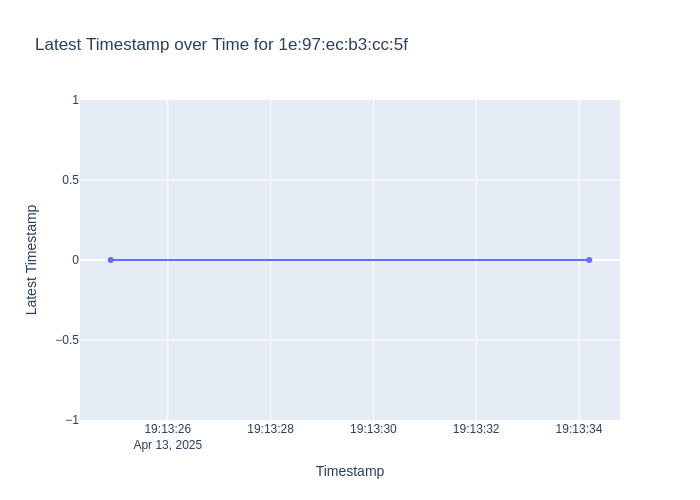 Latest Timestamp over Time for 1e:97:ec:b3:cc:5f
1
0.5
0
−0.5
−1
Latest Timestamp
19:13:26
Apr 13, 2025
19:13:28
19:13:30
19:13:32
19:13:34
Timestamp